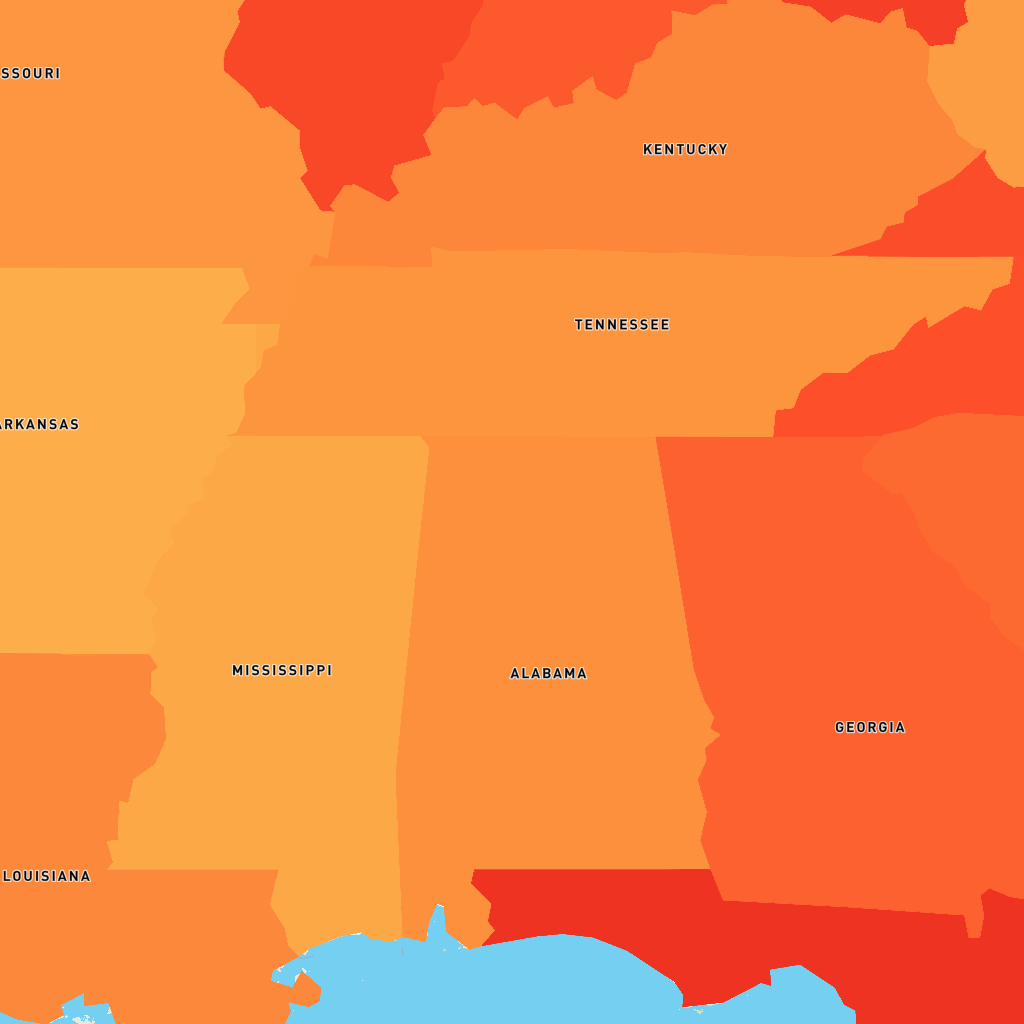 SSOURI
KENTUCKY
TENNESSEE
ARKANSAS
MISSISSIPPI
ALABAMA
GEORGIA
LOUISIANA